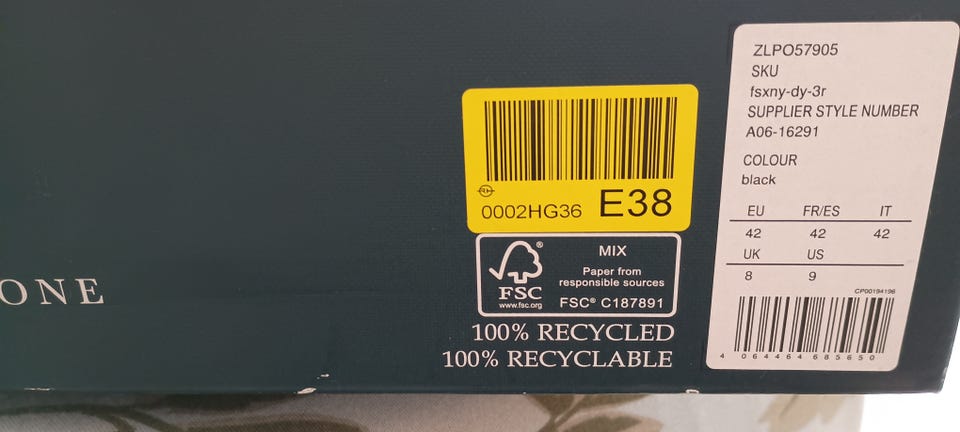 ONE
0002HG36 E38
FSC®
www.fsc.org
MIX
Paper from
responsible sources
FSC® C187891
100% RECYCLED
100% RECYCLABLE
ZLPO57905
SKU
fsxny-dy-3r
SUPPLIER STYLE NUMBER
A06-16291
COLOUR
black
EU FR/ES IT
42 42 42
UK US
8 9
CP00194196
4 064464 685650